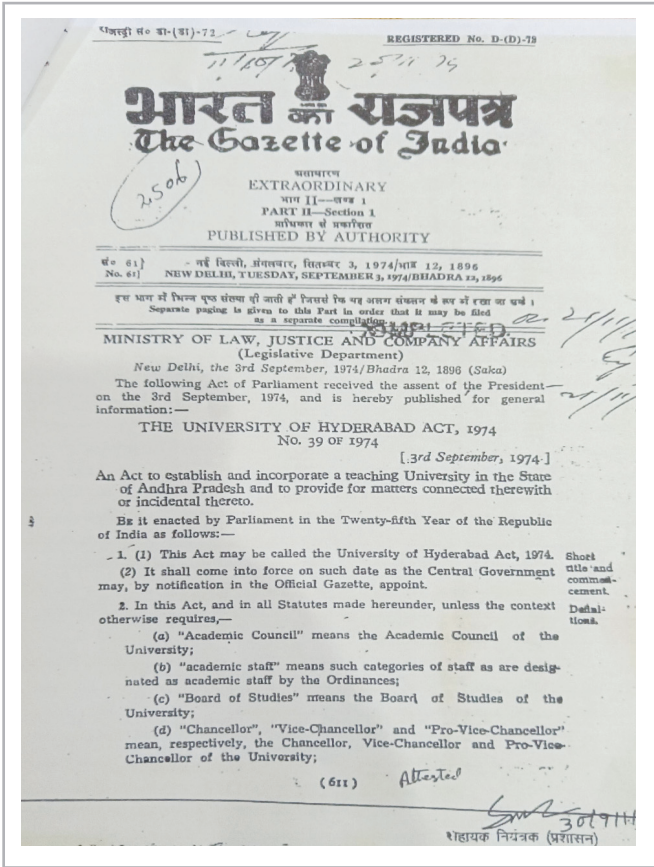 राजस्ट्री सं० डा-(डी)-72
REGISTERED No. D-(D)-72
भारत का राजपत्र
The Gazette of India
2506
असाधारण
EXTRAORDINARY
भाग II—खण्ड 1
PART II—Section 1
प्राधिकार से प्रकाशित
PUBLISHED BY AUTHORITY
सं० 61] नई दिल्ली, मंगलवार, सितम्बर 3, 1974/भाद्र 12, 1896
No. 61] NEW DELHI, TUESDAY, SEPTEMBER 3, 1974/BHADRA 12, 1896
इस भाग में भिन्न पृष्ठ संख्या दी जाती है जिससे कि यह अलग संकलन के रूप में रखा जा सके ।
Separate paging is given to this Part in order that it may be filed
as a separate compilation.
MINISTRY OF LAW, JUSTICE AND COMPANY AFFAIRS
(Legislative Department)
New Delhi, the 3rd September, 1974/Bhadra 12, 1896 (Saka)
The following Act of Parliament received the assent of the President
on the 3rd September, 1974, and is hereby published for general
information:—
THE UNIVERSITY OF HYDERABAD ACT, 1974
No. 39 OF 1974
[3rd September, 1974.]
An Act to establish and incorporate a teaching University in the State
of Andhra Pradesh and to provide for matters connected therewith
or incidental thereto.
BE it enacted by Parliament in the Twenty-fifth Year of the Republic
of India as follows:—
1. (1) This Act may be called the University of Hyderabad Act, 1974.
(2) It shall come into force on such date as the Central Government
may, by notification in the Official Gazette, appoint.
Short
title and
commen-
cement.
2. In this Act, and in all Statutes made hereunder, unless the context
otherwise requires,—
Defini-
tions.
(a) "Academic Council" means the Academic Council of the
University;
(b) "academic staff" means such categories of staff as are desig-
nated as academic staff by the Ordinances;
(c) "Board of Studies" means the Board of Studies of the
University;
(d) "Chancellor", "Vice-Chancellor" and "Pro-Vice-Chancellor"
mean, respectively, the Chancellor, Vice-Chancellor and Pro-Vice-
Chancellor of the University;
(611)
Attested
सहायक नियंत्रक (प्रशासन)